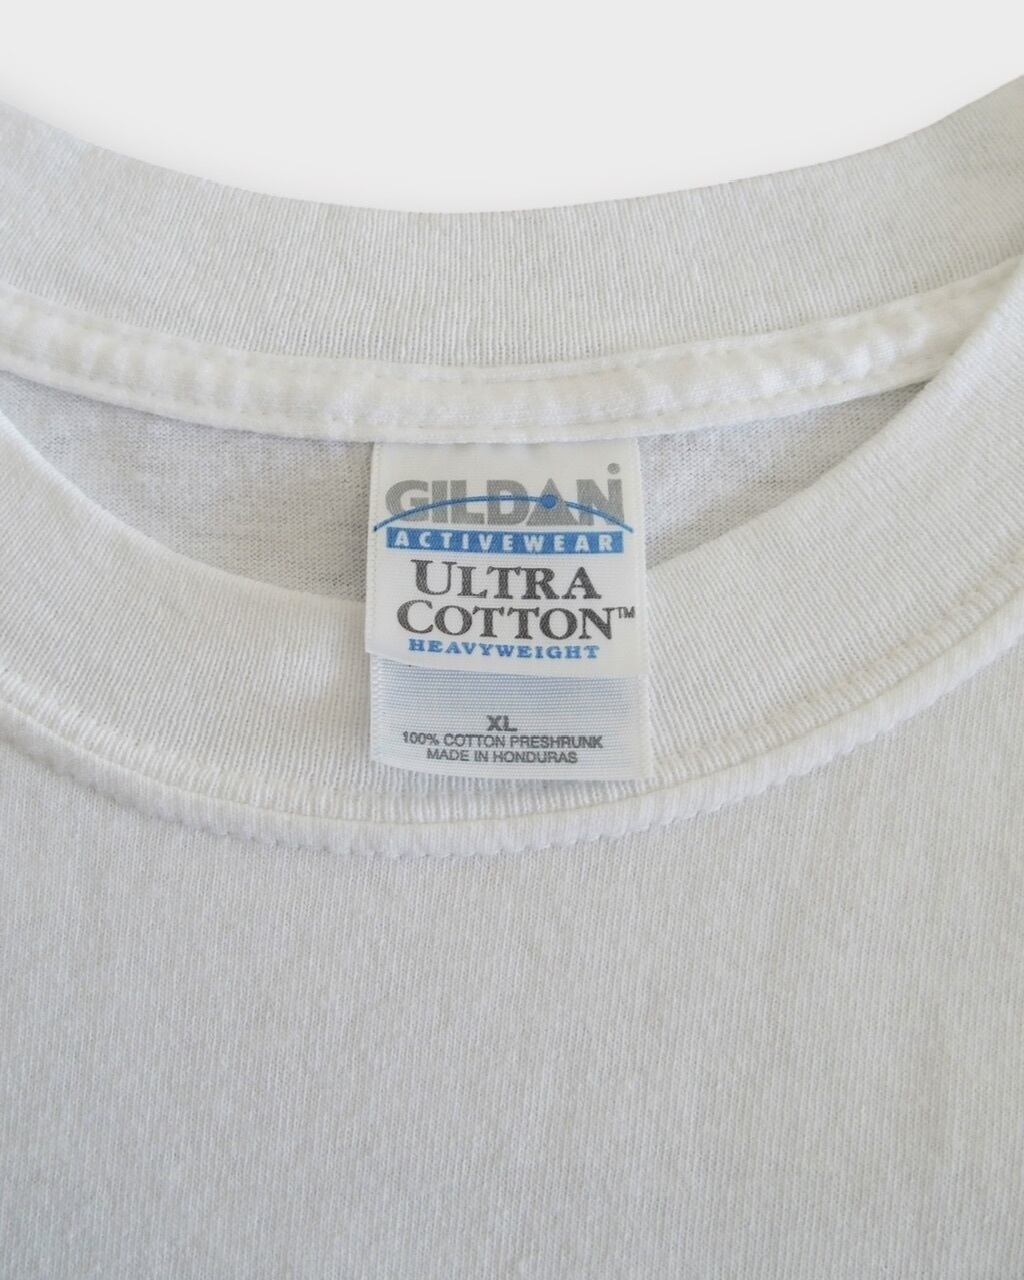 GILDAN
ACTIVEWEAR
ULTRA
COTTON™
HEAVYWEIGHT
XL
100% COTTON PRESHRUNK
MADE IN HONDURAS